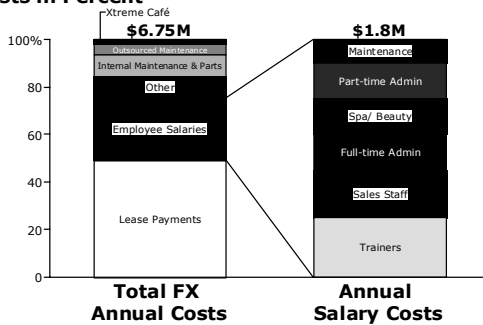 sts in Percent
Xtreme Café
$6.75M
$1.8M
100%
80
60
40
20
0
Outsourced Maintenance
Internal Maintenance & Parts
Other
Employee Salaries
Lease Payments
Maintenance
Part-time Admin
Spa/ Beauty
Full-time Admin
Sales Staff
Trainers
Total FX
Annual Costs
Annual
Salary Costs